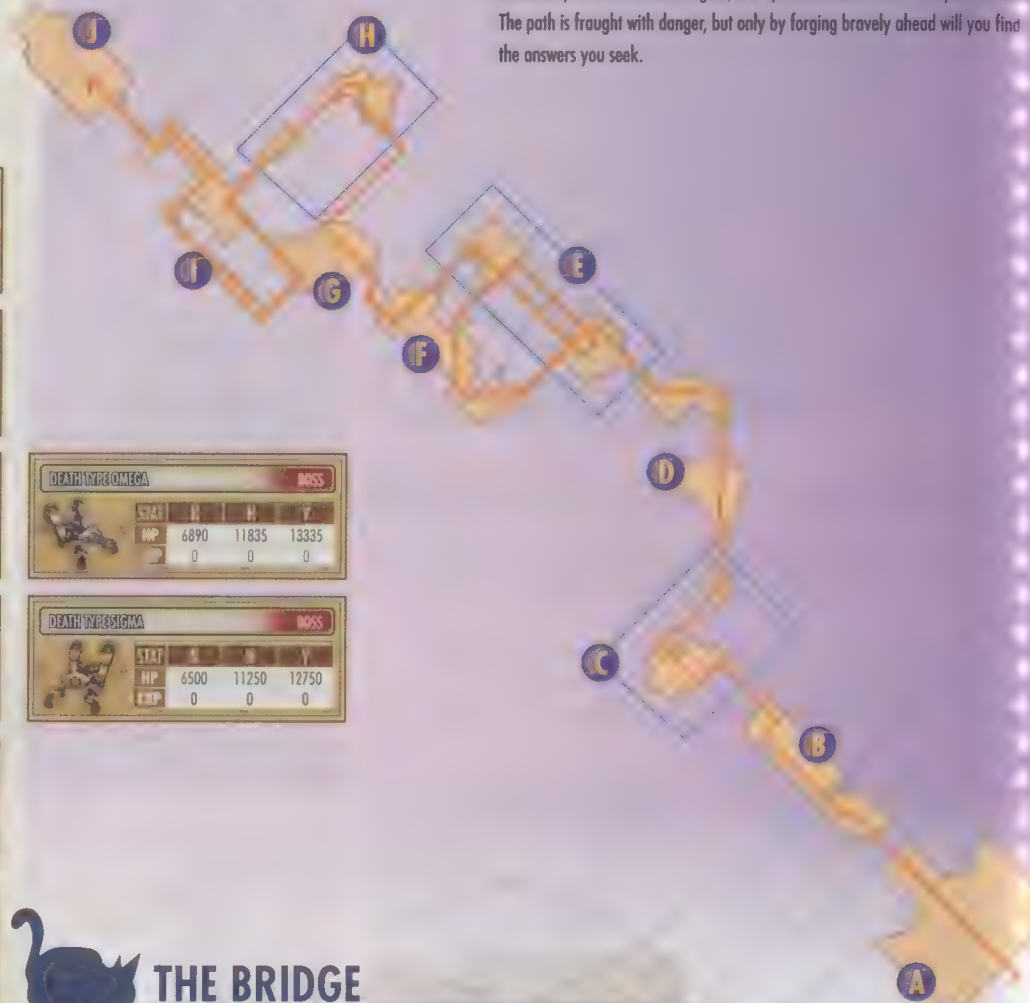 J
H
The path is fraught with danger, but only by forging bravely ahead will you find
the answers you seek.
E
I
G
F
D
DEATH TYPE OMEGA BOSS
STAT
HP 6890 11835 13335
0 0 0
DEATH TYPE SIGMA BOSS
STAT
HP 6500 11250 12750
EXP 0 0 0
C
B
A
THE BRIDGE